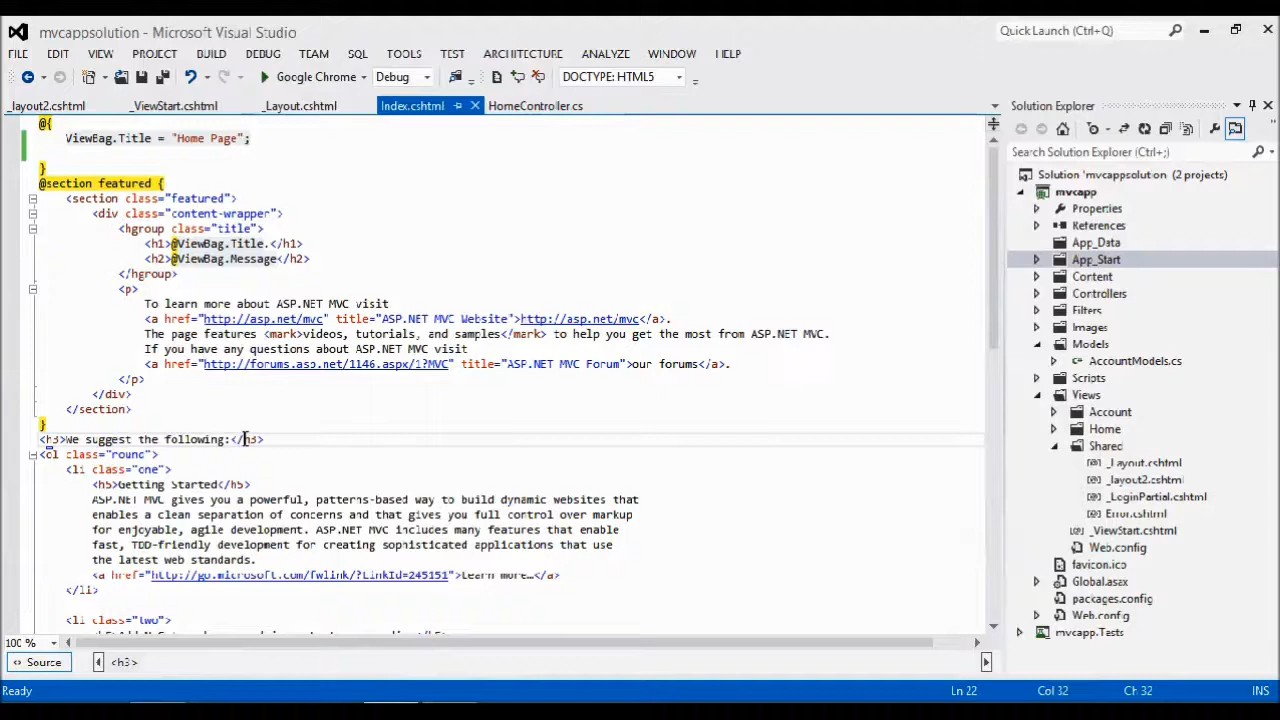 mvcappsolution - Microsoft Visual Studio
Quick Launch (Ctrl+Q)
FILE EDIT VIEW PROJECT BUILD DEBUG TEAM SQL TOOLS TEST ARCHITECTURE ANALYZE WINDOW HELP
Google Chrome Debug DOCTYPE: HTML5
_layout2.cshtml _ViewStart.cshtml _Layout.cshtml Index.cshtml HomeController.cs
@{
ViewBag.Title = "Home Page";
}
@section featured {
<section class="featured">
<div class="content-wrapper">
<hgroup class="title">
<h1>@ViewBag.Title.</h1>
<h2>@ViewBag.Message</h2>
</hgroup>
<p>
To learn more about ASP.NET MVC visit
<a href="http://asp.net/mvc" title="ASP.NET MVC Website">http://asp.net/mvc</a>.
The page features <mark>videos, tutorials, and samples</mark> to help you get the most from ASP.NET MVC.
If you have any questions about ASP.NET MVC visit
<a href="http://forums.asp.net/1146.aspx/1?MVC" title="ASP.NET MVC Forum">our forums</a>.
</p>
</div>
</section>
}
<h3>We suggest the following:</h3>
<ol class="round">
<li class="one">
<h5>Getting Started</h5>
ASP.NET MVC gives you a powerful, patterns-based way to build dynamic websites that
enables a clean separation of concerns and that gives you full control over markup
for enjoyable, agile development. ASP.NET MVC includes many features that enable
fast, TDD-friendly development for creating sophisticated applications that use
the latest web standards.
<a href="http://go.microsoft.com/fwlink/?LinkId=245151">Learn more…</a>
</li>
<li class="two">
100 %
Source <h3>
Ready Ln 22 Col 32 Ch 32 INS
Solution Explorer
Search Solution Explorer (Ctrl+;)
Solution 'mvcappsolution' (2 projects)
mvcapp
Properties
References
App_Data
App_Start
Content
Controllers
Filters
Images
Models
AccountModels.cs
Scripts
Views
Account
Home
Shared
_Layout.cshtml
_layout2.cshtml
_LoginPartial.cshtml
Error.cshtml
_ViewStart.cshtml
Web.config
favicon.ico
Global.asax
packages.config
Web.config
mvcapp.Tests